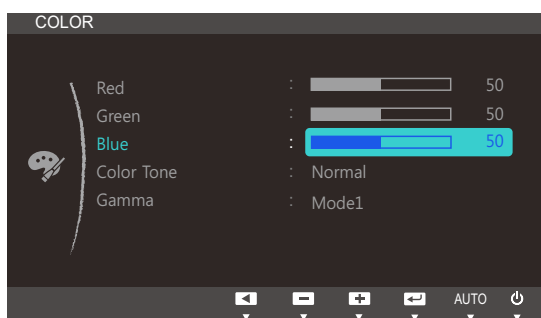 COLOR
Red : 50
Green : 50
Blue : 50
Color Tone : Normal
Gamma : Mode1
AUTO